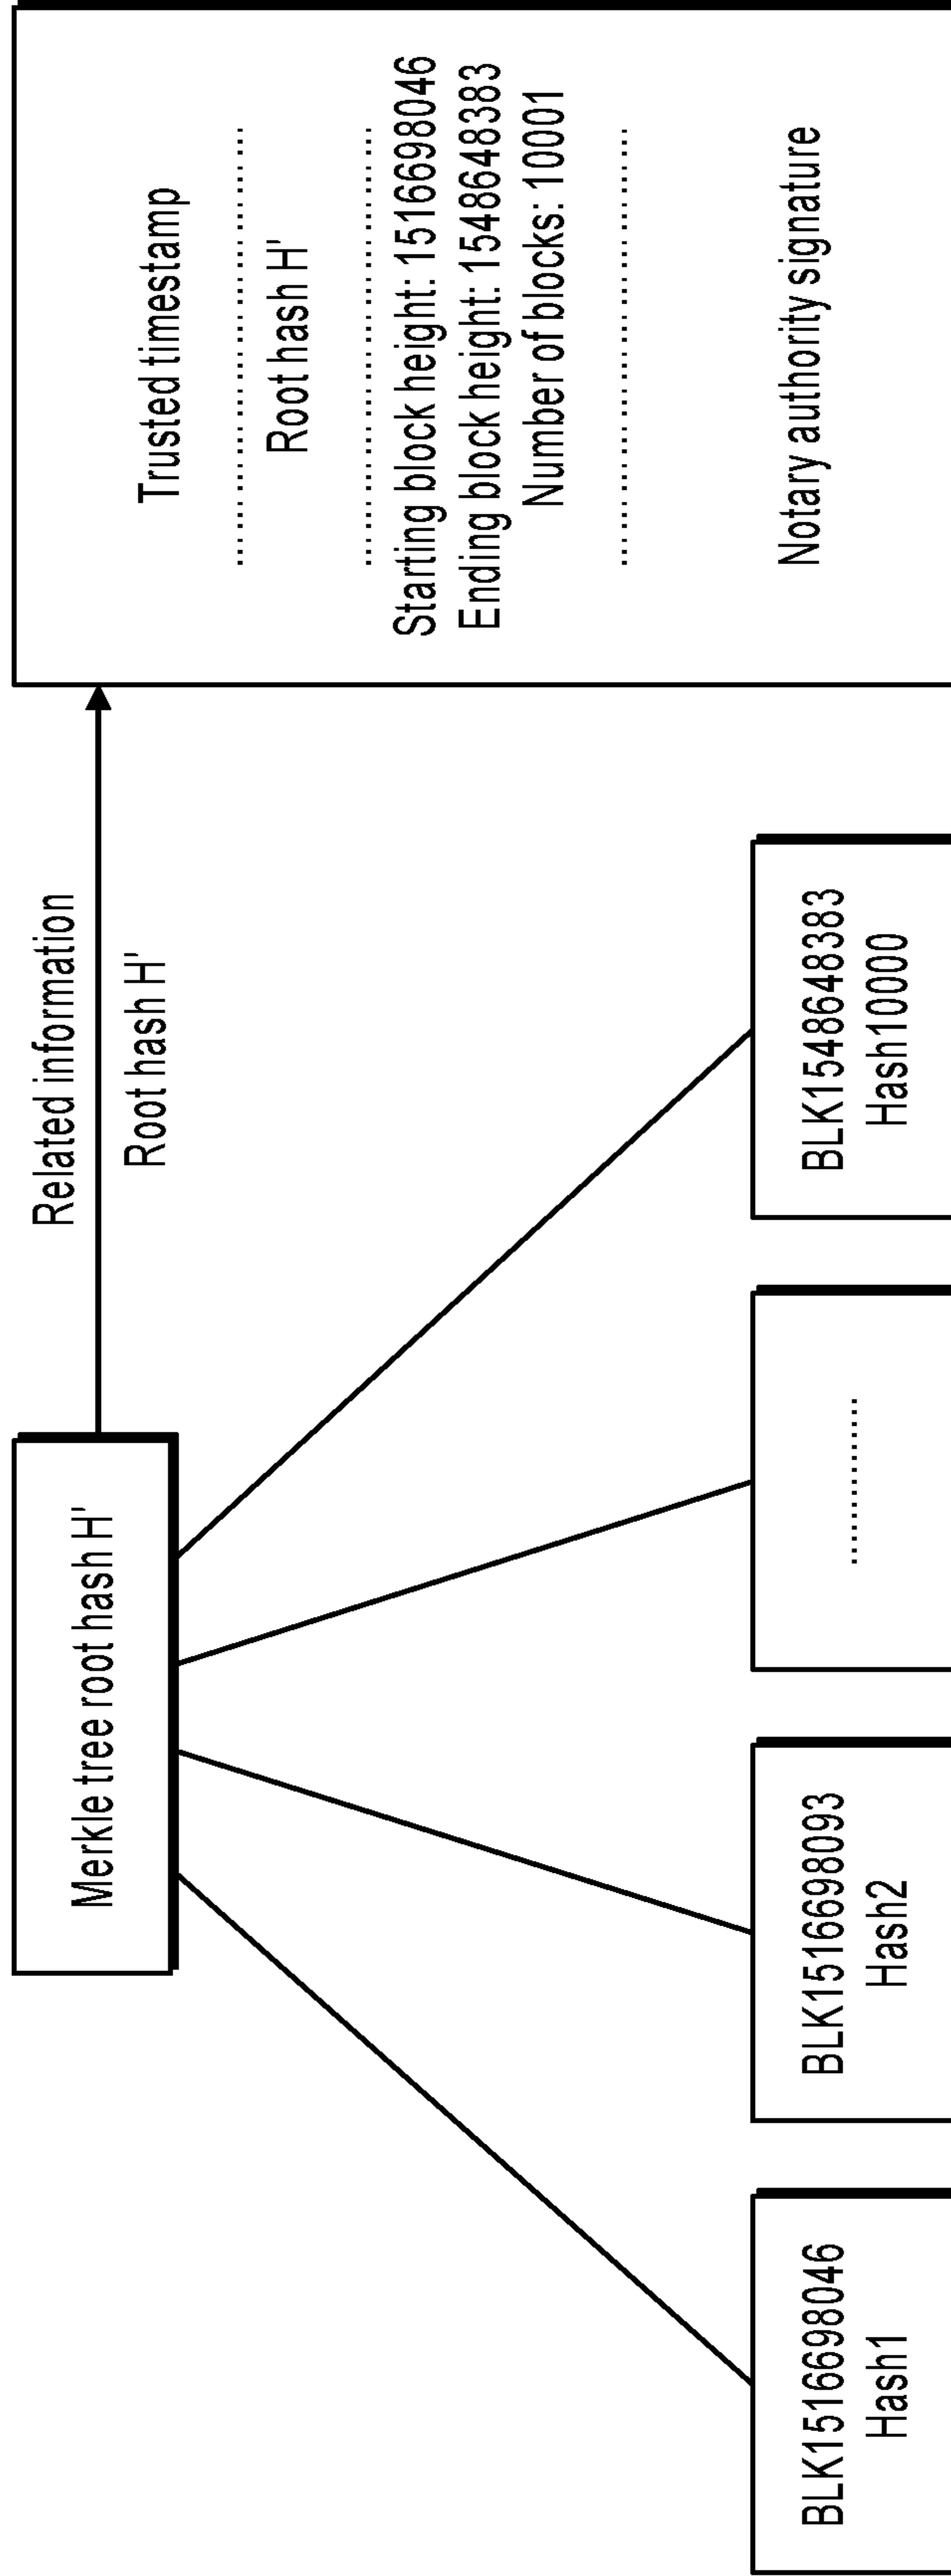 Merkle tree root hash H'
Related information
Root hash H'
BLK1516698046
Hash1
BLK1516698093
Hash2
............
BLK1548648383
Hash10000
Trusted timestamp
Root hash H'
Starting block height: 1516698046
Ending block height: 1548648383
Number of blocks: 10001
Notary authority signature